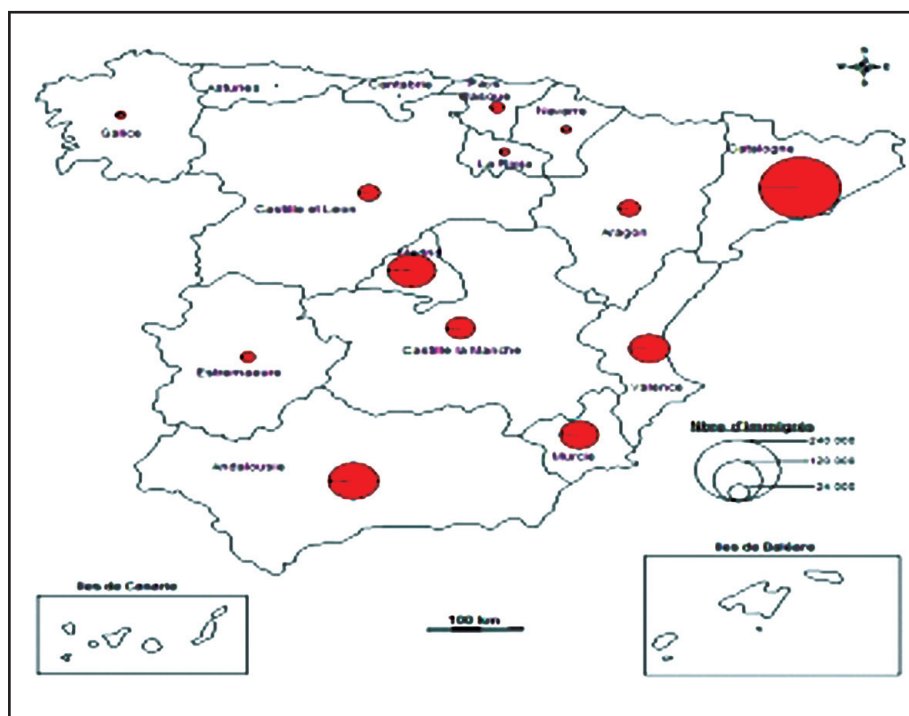 N
W E
S
Asturies
Cantabrie
Pays
Basque
Navarre
Galice
La Rioja
Catalogne
Castille et Leon
Aragon
Madrid
Castille la Manche
Estremadure
Valence
Murcie
Andalousie
Nbre. d'Immigrés
240 000
120 000
24 000
Iles de Canarie
100 km
Iles de Baléare